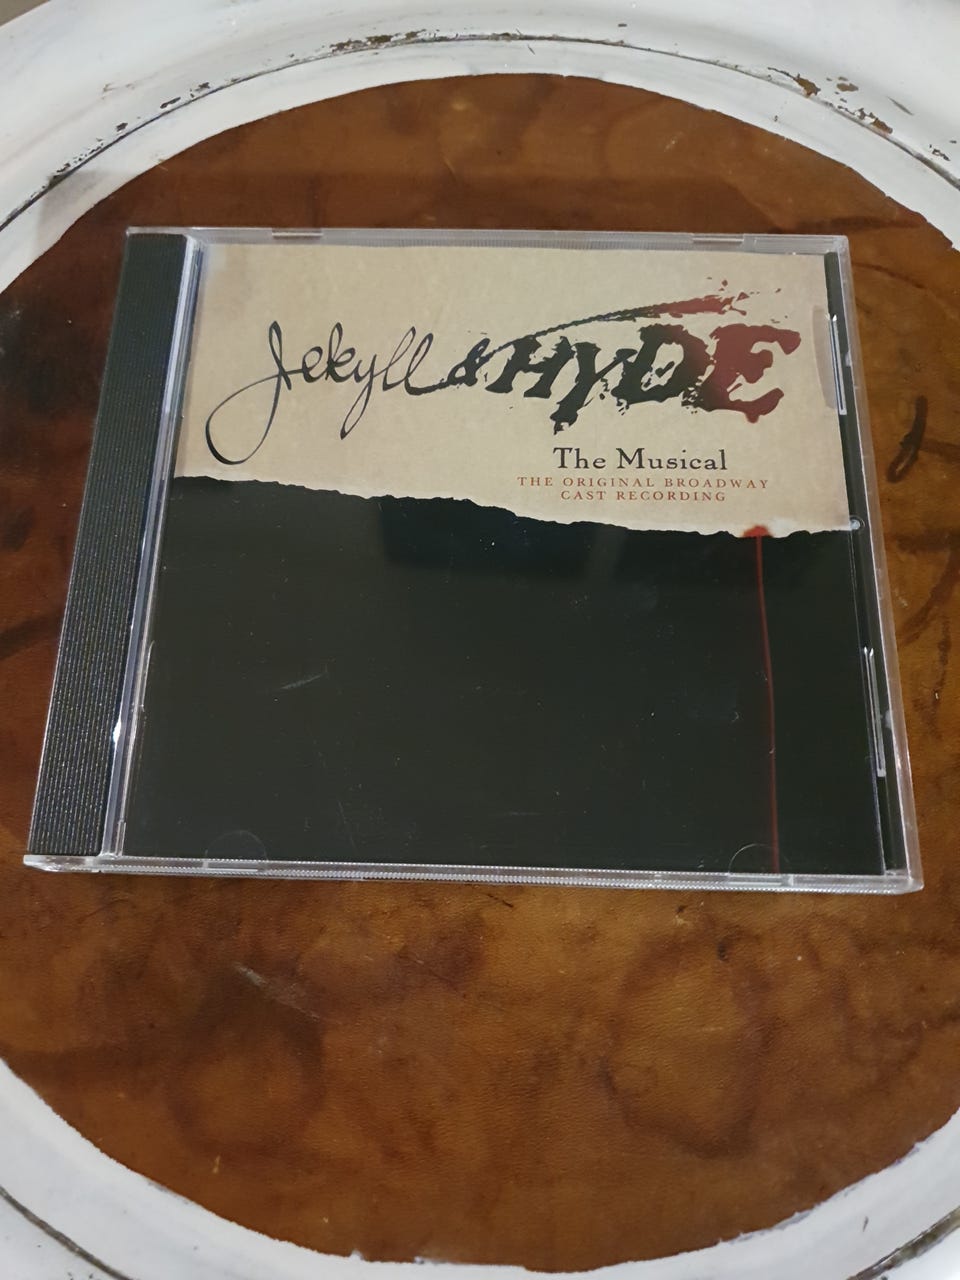 Jekyll & HYDE
The Musical
THE ORIGINAL BROADWAY
CAST RECORDING